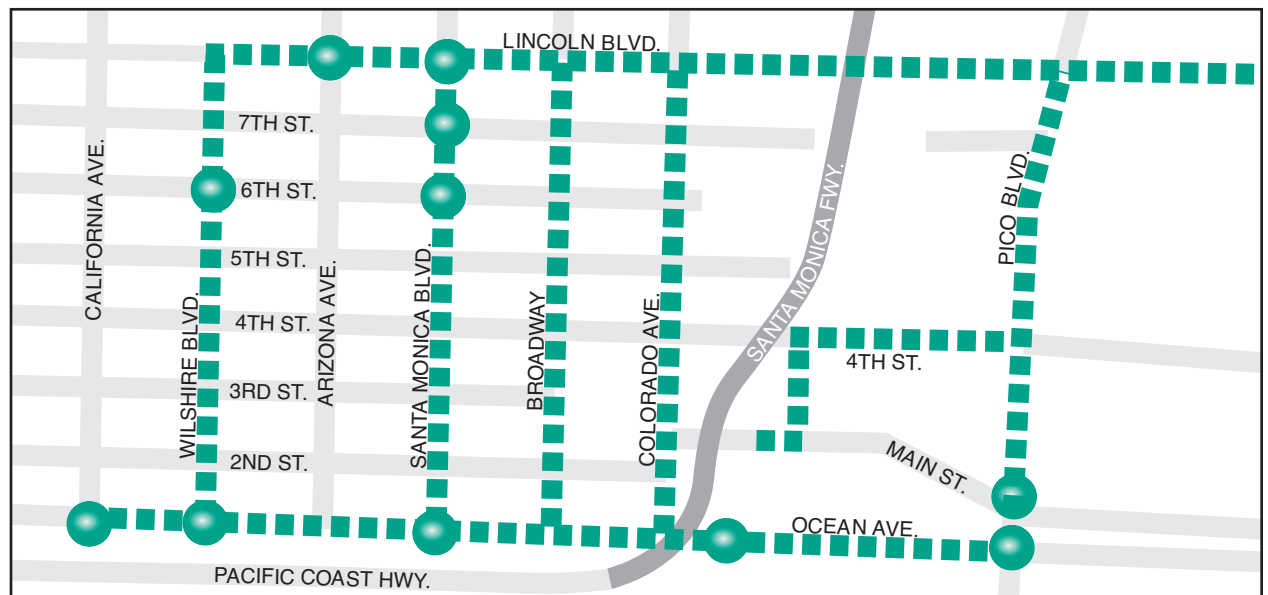 LINCOLN BLVD.
7TH ST.
6TH ST.
5TH ST.
4TH ST.
3RD ST.
2ND ST.
CALIFORNIA AVE.
WILSHIRE BLVD.
ARIZONA AVE.
SANTA MONICA BLVD.
BROADWAY
COLORADO AVE.
SANTA MONICA FWY.
PICO BLVD.
4TH ST.
MAIN ST.
OCEAN AVE.
PACIFIC COAST HWY.